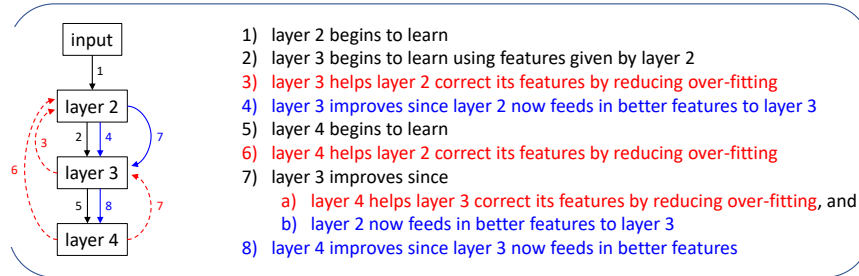 input
1
layer 2
3
2
4
7
6
layer 3
5
8
7
layer 4
1) layer 2 begins to learn
2) layer 3 begins to learn using features given by layer 2
3) layer 3 helps layer 2 correct its features by reducing over-fitting
4) layer 3 improves since layer 2 now feeds in better features to layer 3
5) layer 4 begins to learn
6) layer 4 helps layer 2 correct its features by reducing over-fitting
7) layer 3 improves since
a) layer 4 helps layer 3 correct its features by reducing over-fitting, and
b) layer 2 now feeds in better features to layer 3
8) layer 4 improves since layer 3 now feeds in better features